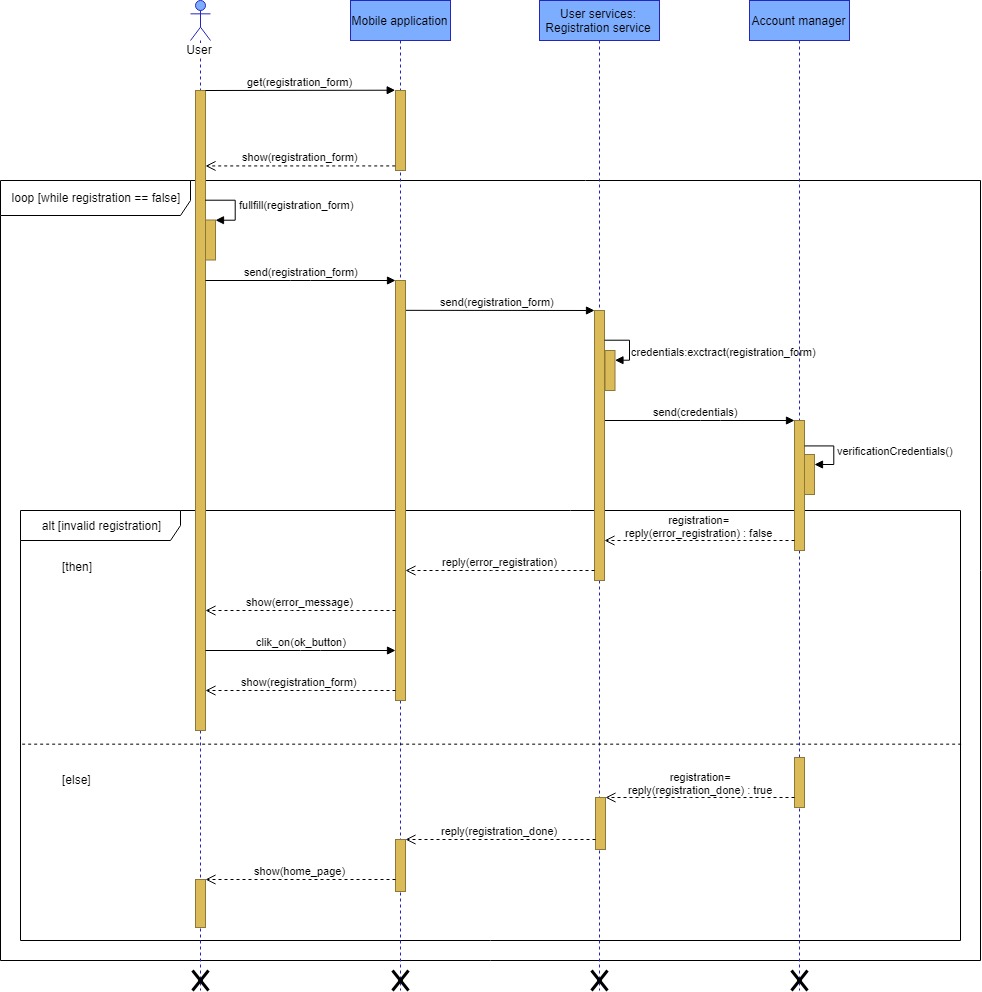 User
Mobile application
User services:
Registration service
Account manager
get(registration_form)
show(registration_form)
loop [while registration == false]
fullfill(registration_form)
send(registration_form)
send(registration_form)
credentials:exctract(registration_form)
send(credentials)
verificationCredentials()
alt [invalid registration]
registration=
reply(error_registration) : false
[then]
reply(error_registration)
show(error_message)
clik_on(ok_button)
show(registration_form)
[else]
registration=
reply(registration_done) : true
reply(registration_done)
show(home_page)